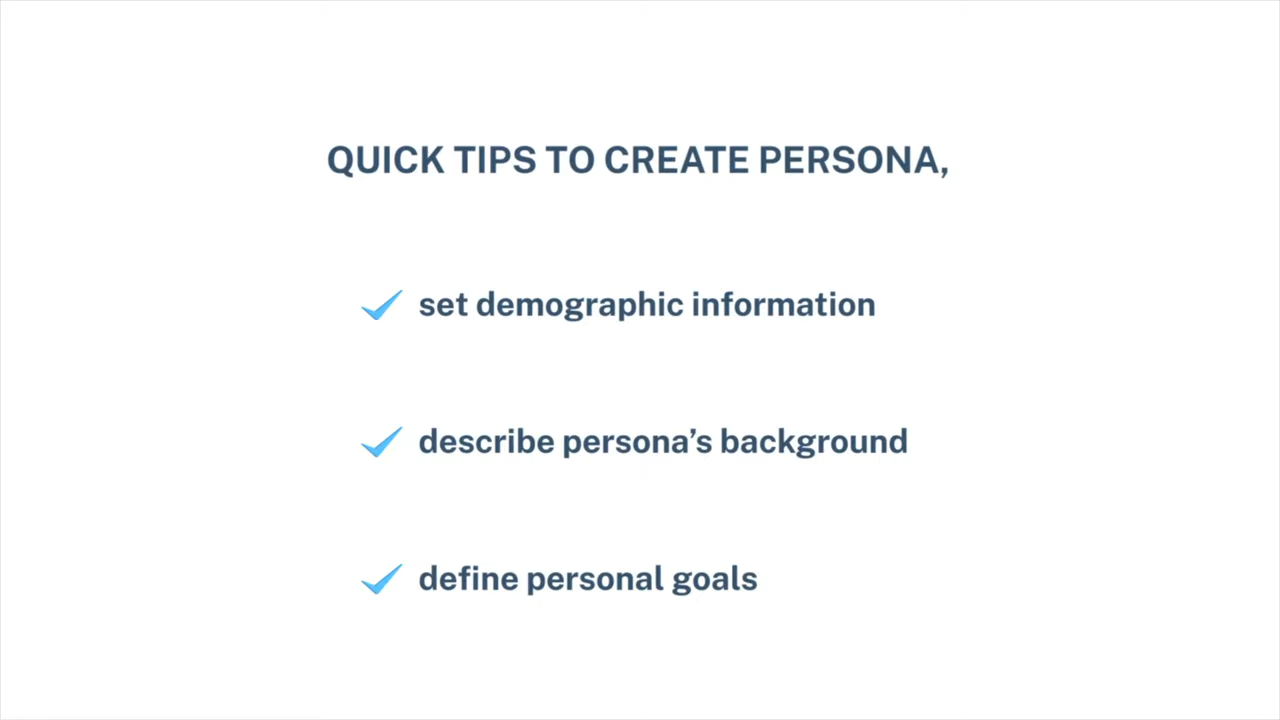 QUICK TIPS TO CREATE PERSONA,
set demographic information
describe persona’s background
define personal goals